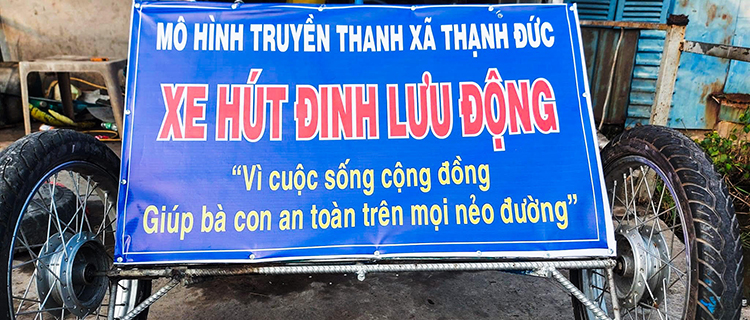 MÔ HÌNH TRUYỀN THANH XÃ THẠNH ĐỨC
XE HÚT ĐINH LƯU ĐỘNG
“Vì cuộc sống cộng đồng
Giúp bà con an toàn trên mọi nẻo đường”